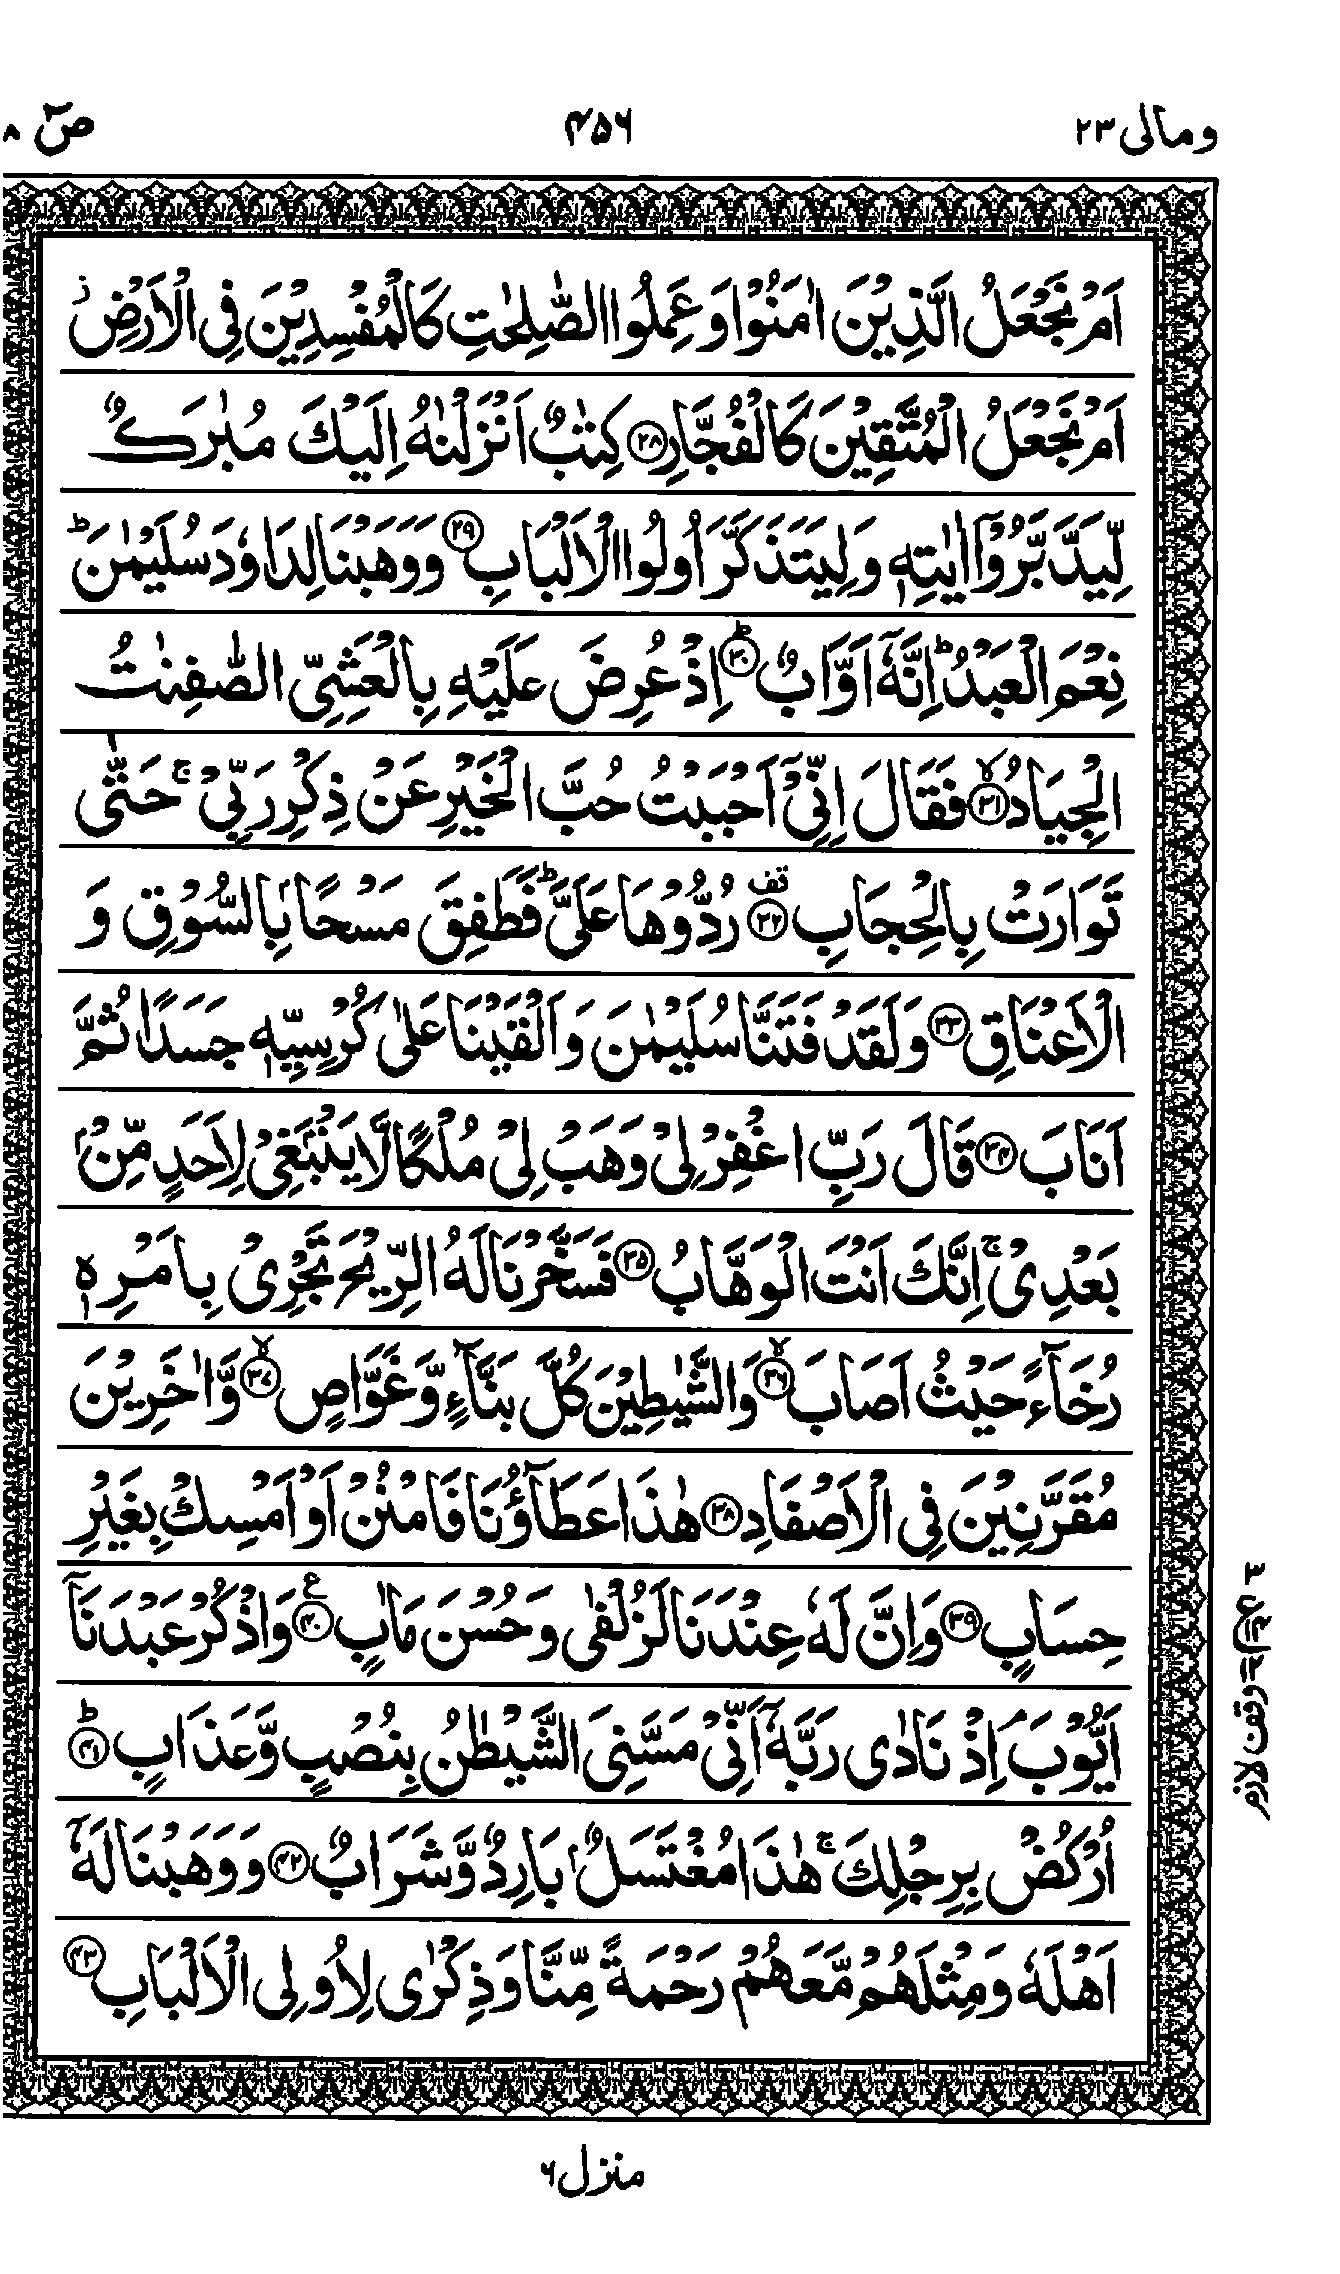 ومالی ۲۳
۴۵۶
صٓ ۸
اَمْ نَجْعَلُ الَّذِیْنَ اٰمَنُوْا وَ عَمِلُوا الصّٰلِحٰتِ كَالْمُفْسِدِیْنَ فِی الْاَرْضِ ؗ
اَمْ نَجْعَلُ الْمُتَّقِیْنَ كَالْفُجَّارِ ۲۸ كِتٰبٌ اَنْزَلْنٰهُ اِلَیْكَ مُبٰرَكٌ
لِّیَدَّبَّرُوْۤا اٰیٰتِهٖ وَ لِیَتَذَكَّرَ اُولُوا الْاَلْبَابِ ۲۹ وَ وَهَبْنَا لِدَاوٗدَ سُلَیْمٰنَ ؕ
نِعْمَ الْعَبْدُ ؕ اِنَّهٗۤ اَوَّابٌ ؕ۳۰ اِذْ عُرِضَ عَلَیْهِ بِالْعَشِیِّ الصّٰفِنٰتُ
الْجِیَادُ ۙ۳۱ فَقَالَ اِنِّیْۤ اَحْبَبْتُ حُبَّ الْخَیْرِ عَنْ ذِكْرِ رَبِّیْ ۚ حَتّٰی
تَوَارَتْ بِالْحِجَابِ ۳۲ قف رُدُّوْهَا عَلَیَّ ؕ فَطَفِقَ مَسْحًۢا بِالسُّوْقِ وَ
الْاَعْنَاقِ ۳۳ وَ لَقَدْ فَتَنَّا سُلَیْمٰنَ وَ اَلْقَیْنَا عَلٰی كُرْسِیِّهٖ جَسَدًا ثُمَّ
اَنَابَ ۳۴ قَالَ رَبِّ اغْفِرْ لِیْ وَهَبْ لِیْ مُلْكًا لَّا یَنْۢبَغِیْ لِاَحَدٍ مِّنْۢ
بَعْدِیْ ۚ اِنَّكَ اَنْتَ الْوَهَّابُ ۳۵ فَسَخَّرْنَا لَهُ الرِّیْحَ تَجْرِیْ بِاَمْرِهٖ
رُخَآءً حَیْثُ اَصَابَ ۙ۳۶ وَ الشَّیٰطِیْنَ كُلَّ بَنَّآءٍ وَّ غَوَّاصٍ ۙ۳۷ وَّ اٰخَرِیْنَ
مُقَرَّنِیْنَ فِی الْاَصْفَادِ ۳۸ هٰذَا عَطَآؤُنَا فَامْنُنْ اَوْ اَمْسِكْ بِغَیْرِ
حِسَابٍ ۳۹ وَ اِنَّ لَهٗ عِنْدَنَا لَزُلْفٰی وَ حُسْنَ مَاٰبٍ ۴۰ ع وَ اذْكُرْ عَبْدَنَاۤ
اَیُّوْبَ ۘ اِذْ نَادٰی رَبَّهٗۤ اَنِّیْ مَسَّنِیَ الشَّیْطٰنُ بِنُصْبٍ وَّ عَذَابٍ ؕ۴۱
اُرْكُضْ بِرِجْلِكَ ۚ هٰذَا مُغْتَسَلٌۢ بَارِدٌ وَّ شَرَابٌ ۴۲ وَ وَهَبْنَا لَهٗۤ
اَهْلَهٗ وَ مِثْلَهُمْ مَّعَهُمْ رَحْمَةً مِّنَّا وَ ذِكْرٰی لِاُولِی الْاَلْبَابِ ۴۳
منزل ۶